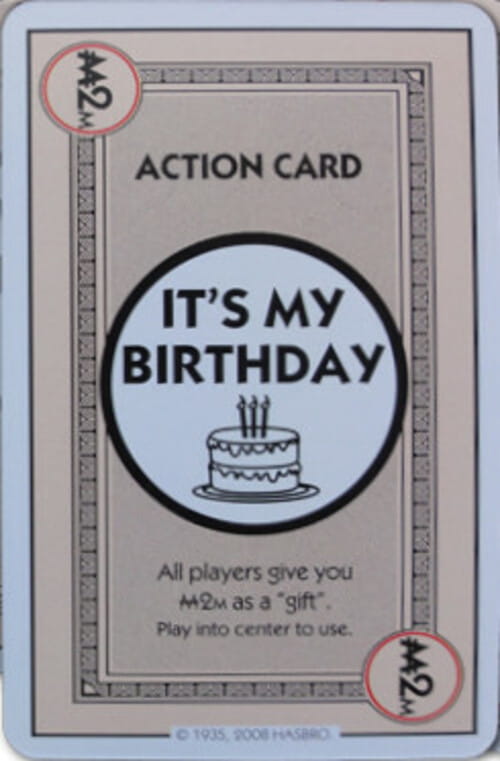 ₩2M
ACTION CARD
IT'S MY
BIRTHDAY
All players give you
₩2M as a "gift".
Play into center to use.
₩2M
© 1935, 2008 HASBRO.